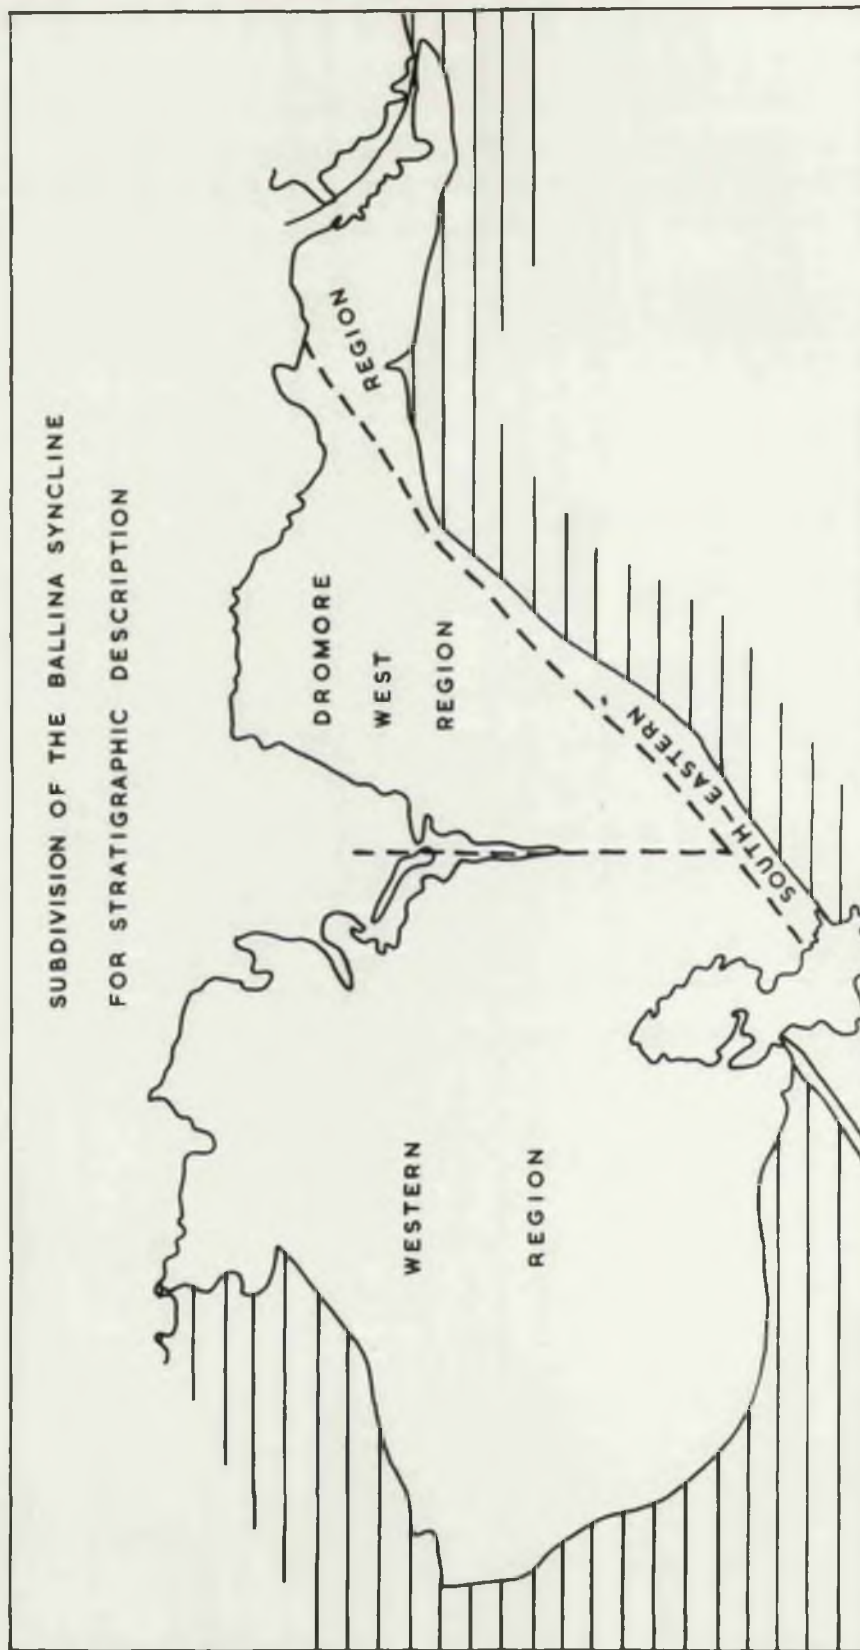 SUBDIVISION OF THE BALLINA SYNCLINE
FOR STRATIGRAPHIC DESCRIPTION
DROMORE
WEST
REGION
WESTERN
REGION
SOUTH-EASTERN
REGION